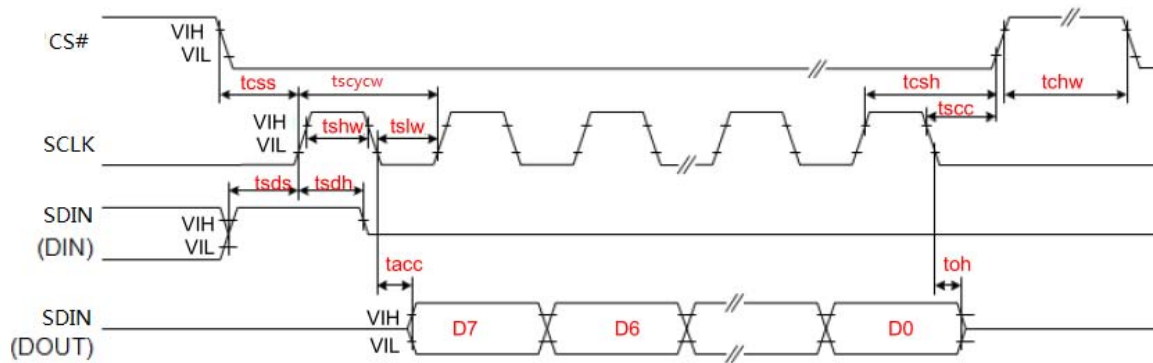 'CS#
VIH
VIL
tcss
tscycw
tcsh
tchw
tscc
SCLK
VIH
VIL
tshw
tslw
tsds
tsdh
SDIN
(DIN)
VIH
VIL
tacc
toh
SDIN
(DOUT)
VIH
VIL
D7
D6
D0